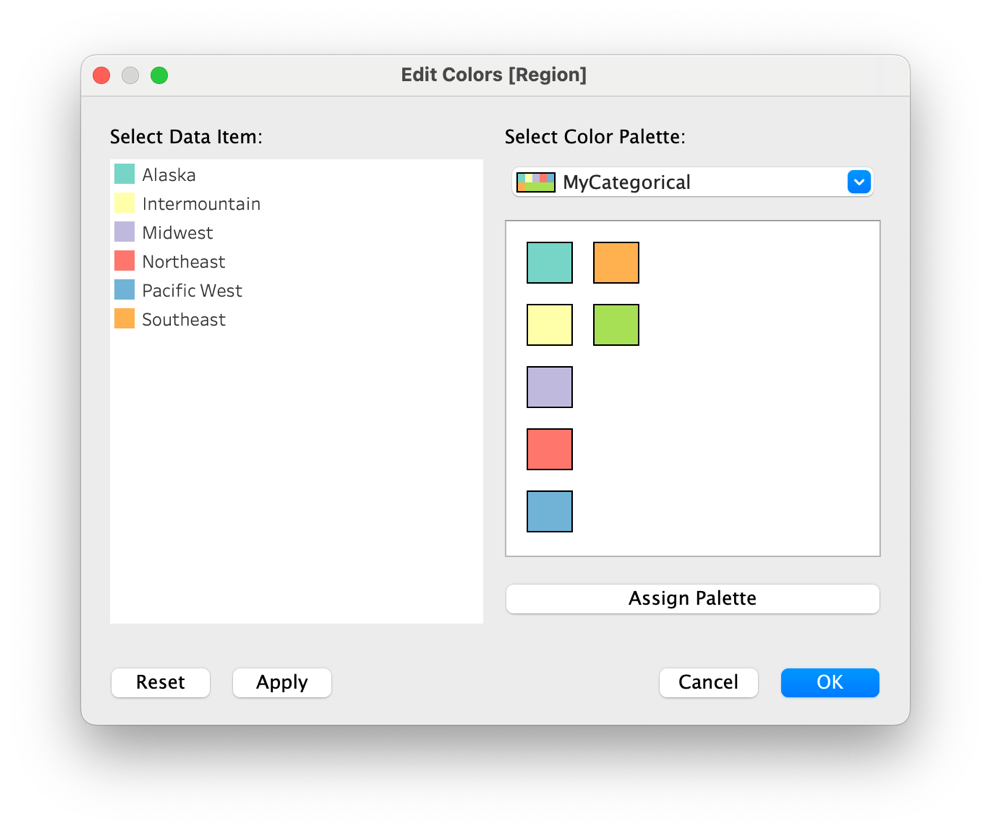 Edit Colors [Region]
Select Data Item:
Alaska
Intermountain
Midwest
Northeast
Pacific West
Southeast
Select Color Palette:
MyCategorical
Assign Palette
Reset
Apply
Cancel
OK